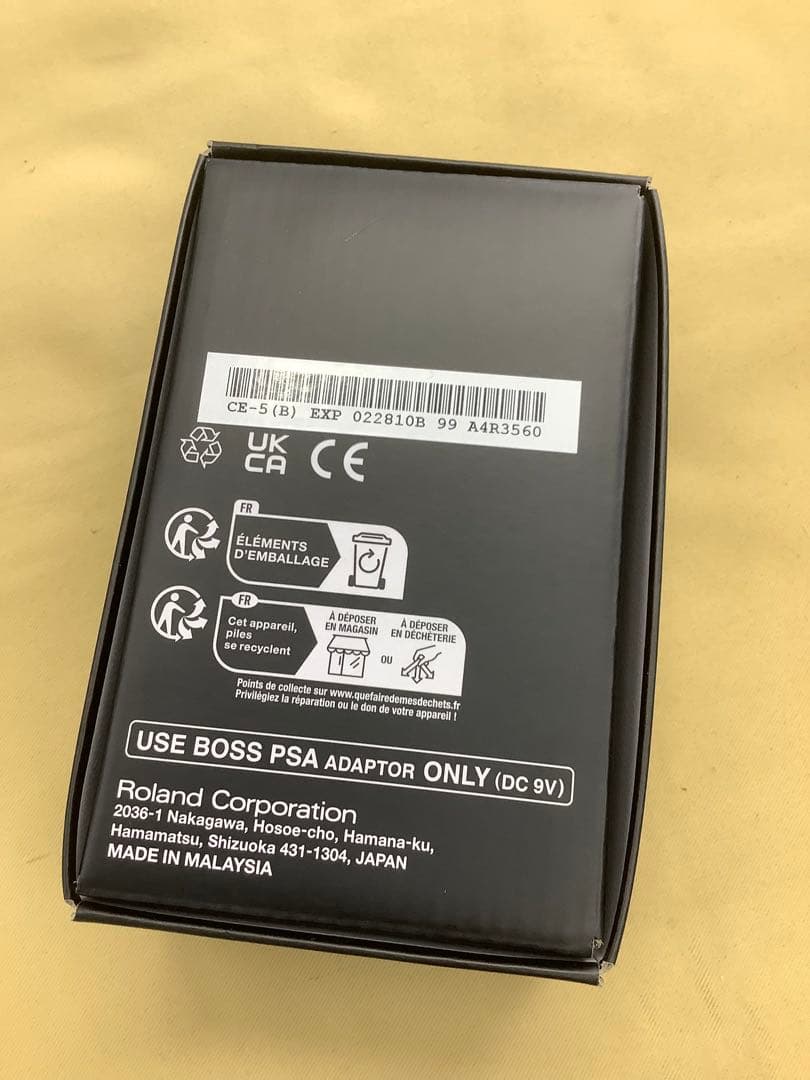 CE-5(B) EXP 022810B 99 A4R3560
UK
CA
CE
FR
ÉLÉMENTS
D'EMBALLAGE
FR
Cet appareil,
piles
se recyclent
À DÉPOSER
EN MAGASIN
OU
À DÉPOSER
EN DÉCHÈTERIE
Points de collecte sur www.quefairedemesdechets.fr
Privilégiez la réparation ou le don de votre appareil !
USE BOSS PSA ADAPTOR ONLY (DC 9V)
Roland Corporation
2036-1 Nakagawa, Hosoe-cho, Hamana-ku,
Hamamatsu, Shizuoka 431-1304, JAPAN
MADE IN MALAYSIA